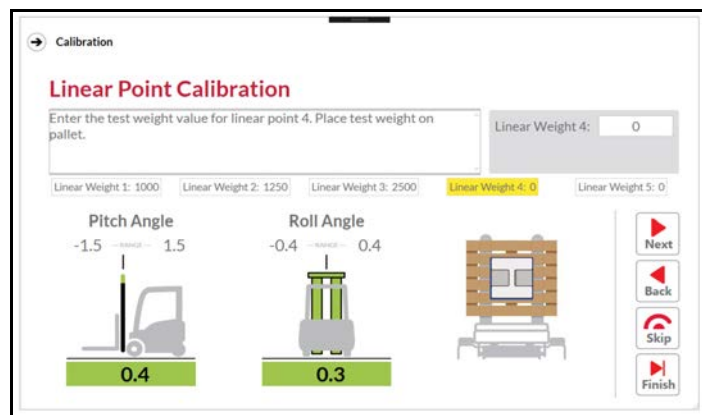 Calibration
Linear Point Calibration
Enter the test weight value for linear point 4. Place test weight on
pallet.
Linear Weight 4: 0
Linear Weight 1: 1000 Linear Weight 2: 1250 Linear Weight 3: 2500 Linear Weight 4: 0 Linear Weight 5: 0
Pitch Angle Roll Angle
-1.5 RANGE 1.5 -0.4 RANGE 0.4
Next
Back
Skip
0.4 0.3
Finish